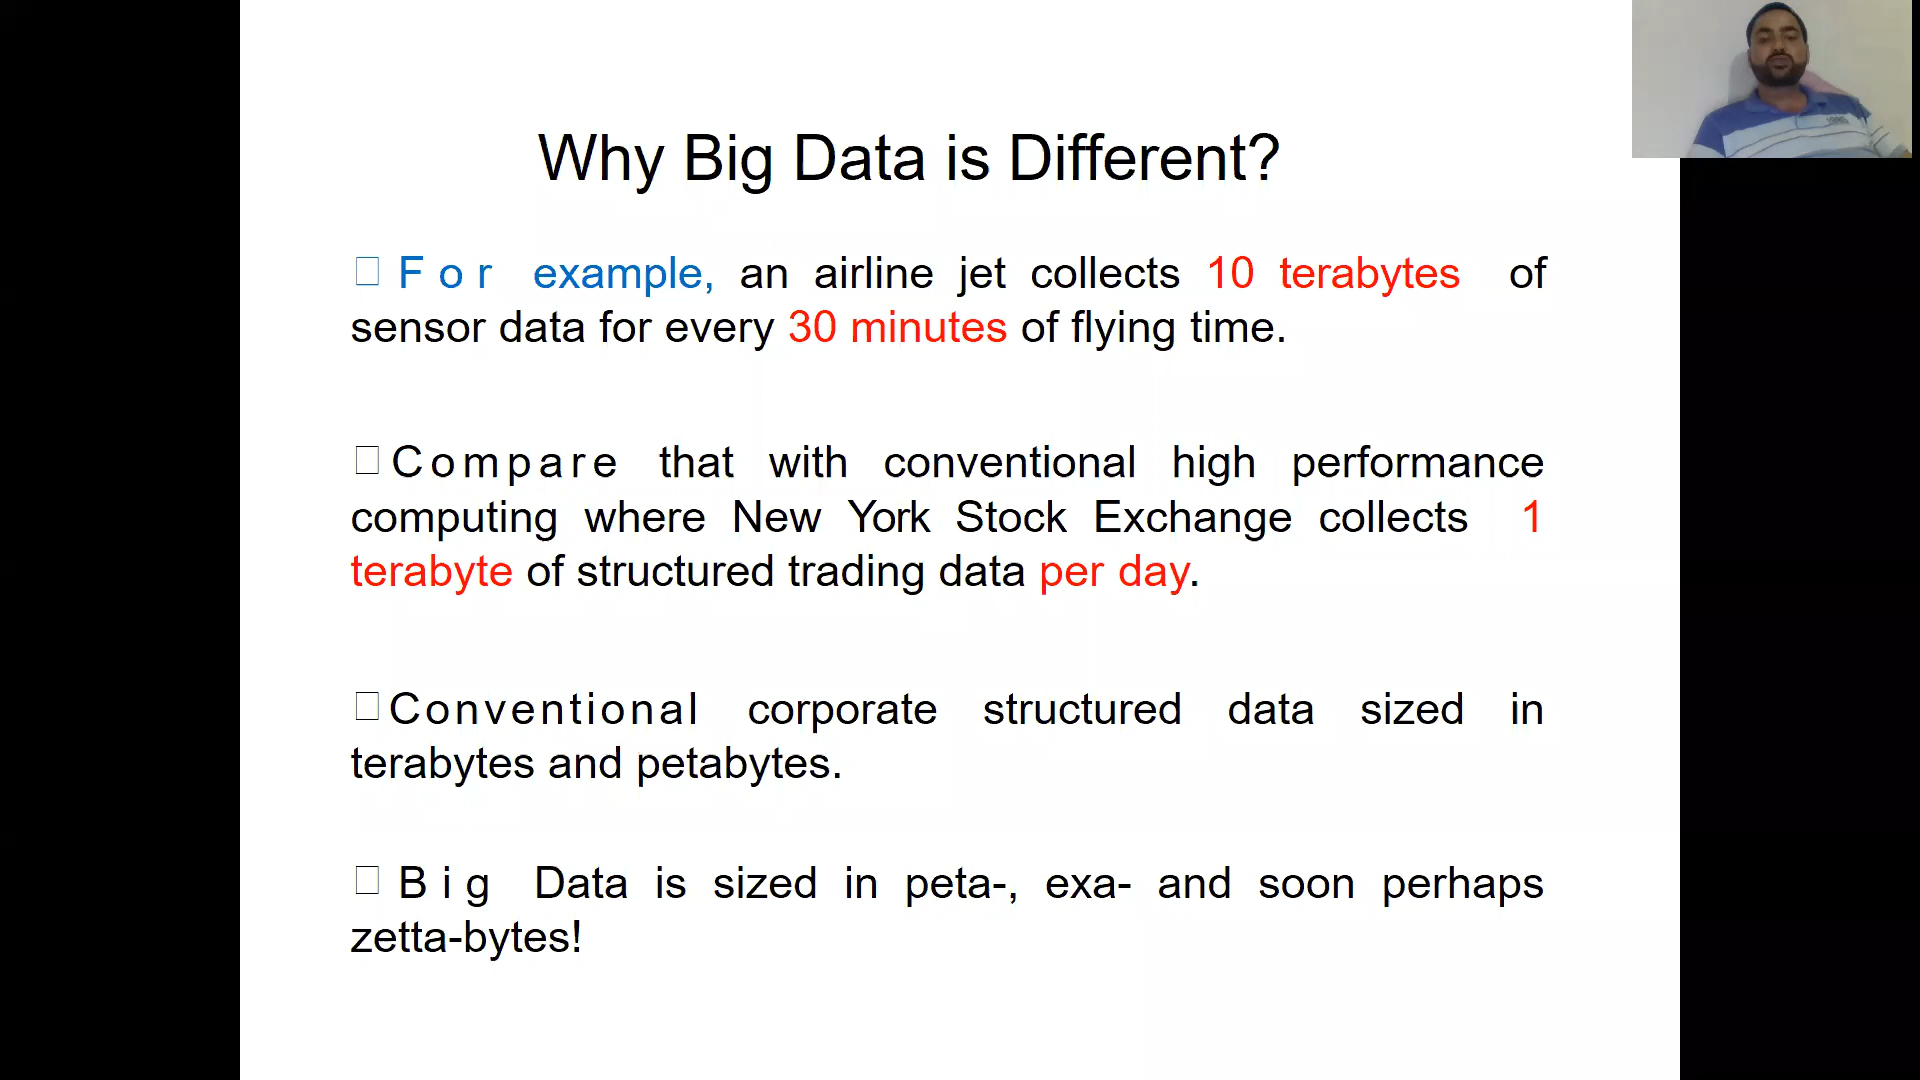 Why Big Data is Different?
For example, an airline jet collects 10 terabytes of
sensor data for every 30 minutes of flying time.
Compare that with conventional high performance
computing where New York Stock Exchange collects 1
terabyte of structured trading data per day.
Conventional corporate structured data sized in
terabytes and petabytes.
Big Data is sized in peta-, exa- and soon perhaps
zetta-bytes!